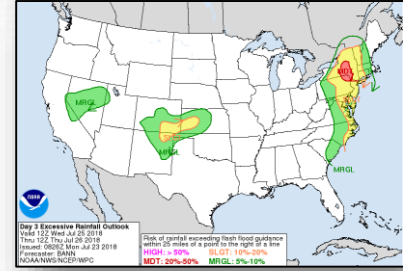 MDT
MRGL
MRGL
MRGL
NOAA
Day 3 Excessive Rainfall Outlook
Valid 12Z Wed Jul 25 2018
Thru 12Z Thu Jul 26 2018
Issued: 0826Z Mon Jul 23 2018
Forecaster: BANN
NOAA/NWS/NCEP/WPC
Risk of rainfall exceeding flash flood guidance
within 25 miles of a point to the right of a line
HIGH: > 50% SLGT: 10%-20%
MDT: 20%-50% MRGL: 5%-10%